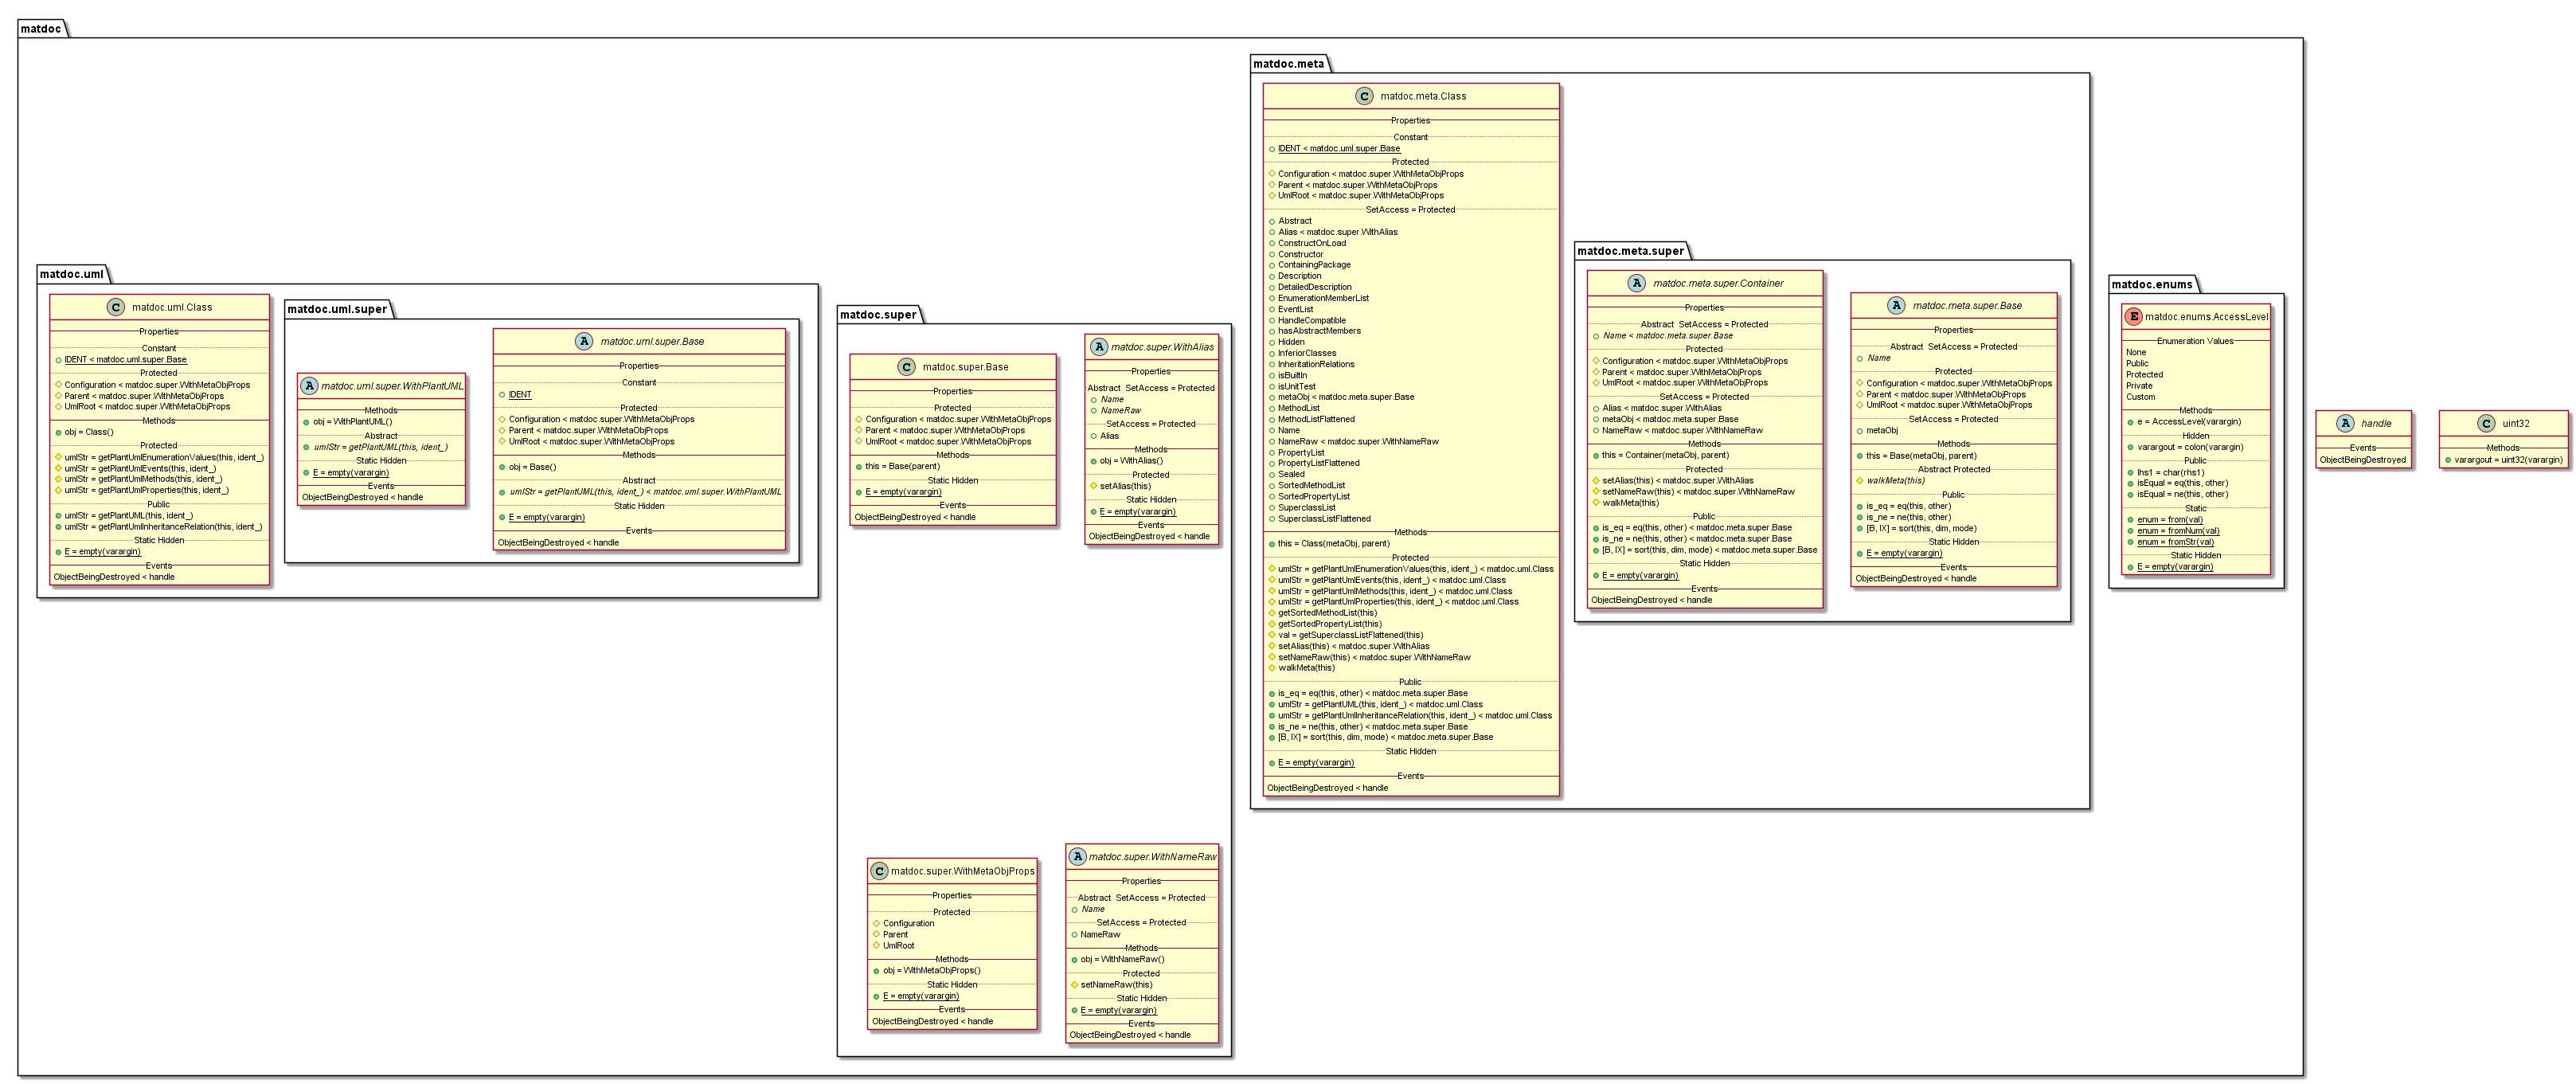 matdoc
matdoc.uml
matdoc.uml.Class
Properties
Constant
IDENT < matdoc.uml.super.Base
Protected
Configuration < matdoc.super.WithMetaObjProps
Parent < matdoc.super.WithMetaObjProps
UmlRoot < matdoc.super.WithMetaObjProps
Methods
obj = Class()
Protected
umlStr = getPlantUmlEnumerationValues(this, ident_)
umlStr = getPlantUmlEvents(this, ident_)
umlStr = getPlantUmlMethods(this, ident_)
umlStr = getPlantUmlProperties(this, ident_)
Public
umlStr = getPlantUML(this, ident_)
umlStr = getPlantUmlInheritanceRelation(this, ident_)
Static Hidden
E = empty(varargin)
Events
ObjectBeingDestroyed < handle
matdoc.uml.super
matdoc.uml.super.WithPlantUML
Methods
obj = WithPlantUML()
Abstract
umlStr = getPlantUML(this, ident_)
Static Hidden
E = empty(varargin)
Events
ObjectBeingDestroyed < handle
matdoc.uml.super.Base
Properties
Constant
IDENT
Protected
Configuration < matdoc.super.WithMetaObjProps
Parent < matdoc.super.WithMetaObjProps
UmlRoot < matdoc.super.WithMetaObjProps
Methods
obj = Base()
Abstract
umlStr = getPlantUML(this, ident_) < matdoc.uml.super.WithPlantUML
Static Hidden
E = empty(varargin)
Events
ObjectBeingDestroyed < handle
matdoc.super
matdoc.super.Base
Properties
Protected
Configuration < matdoc.super.WithMetaObjProps
Parent < matdoc.super.WithMetaObjProps
UmlRoot < matdoc.super.WithMetaObjProps
Methods
this = Base(parent)
Static Hidden
E = empty(varargin)
Events
ObjectBeingDestroyed < handle
matdoc.super.WithAlias
Properties
Abstract SetAccess = Protected
Name
NameRaw
SetAccess = Protected
Alias
Methods
obj = WithAlias()
Protected
setAlias(this)
Static Hidden
E = empty(varargin)
Events
ObjectBeingDestroyed < handle
matdoc.super.WithMetaObjProps
Properties
Protected
Configuration
Parent
UmlRoot
Methods
obj = WithMetaObjProps()
Static Hidden
E = empty(varargin)
Events
ObjectBeingDestroyed < handle
matdoc.super.WithNameRaw
Properties
Abstract SetAccess = Protected
Name
SetAccess = Protected
NameRaw
Methods
obj = WithNameRaw()
Protected
setNameRaw(this)
Static Hidden
E = empty(varargin)
Events
ObjectBeingDestroyed < handle
matdoc.meta
matdoc.meta.Class
Properties
Constant
IDENT < matdoc.uml.super.Base
Protected
Configuration < matdoc.super.WithMetaObjProps
Parent < matdoc.super.WithMetaObjProps
UmlRoot < matdoc.super.WithMetaObjProps
SetAccess = Protected
Abstract
Alias < matdoc.super.WithAlias
ConstructOnLoad
Constructor
ContainingPackage
Description
DetailedDescription
EnumerationMemberList
EventList
HandleCompatible
hasAbstractMembers
Hidden
InferiorClasses
InheritationRelations
isBuiltIn
isUnitTest
metaObj < matdoc.meta.super.Base
MethodList
MethodListFlattened
Name
NameRaw < matdoc.super.WithNameRaw
PropertyList
PropertyListFlattened
Sealed
SortedMethodList
SortedPropertyList
SuperclassList
SuperclassListFlattened
Methods
this = Class(metaObj, parent)
Protected
umlStr = getPlantUmlEnumerationValues(this, ident_) < matdoc.uml.Class
umlStr = getPlantUmlEvents(this, ident_) < matdoc.uml.Class
umlStr = getPlantUmlMethods(this, ident_) < matdoc.uml.Class
umlStr = getPlantUmlProperties(this, ident_) < matdoc.uml.Class
getSortedMethodList(this)
getSortedPropertyList(this)
val = getSuperclassListFlattened(this)
setAlias(this) < matdoc.super.WithAlias
setNameRaw(this) < matdoc.super.WithNameRaw
walkMeta(this)
Public
is_eq = eq(this, other) < matdoc.meta.super.Base
umlStr = getPlantUML(this, ident_) < matdoc.uml.Class
umlStr = getPlantUmlInheritanceRelation(this, ident_) < matdoc.uml.Class
is_ne = ne(this, other) < matdoc.meta.super.Base
[B, IX] = sort(this, dim, mode) < matdoc.meta.super.Base
Static Hidden
E = empty(varargin)
Events
ObjectBeingDestroyed < handle
matdoc.meta.super
matdoc.meta.super.Container
Properties
Abstract SetAccess = Protected
Name < matdoc.meta.super.Base
Protected
Configuration < matdoc.super.WithMetaObjProps
Parent < matdoc.super.WithMetaObjProps
UmlRoot < matdoc.super.WithMetaObjProps
SetAccess = Protected
Alias < matdoc.super.WithAlias
metaObj < matdoc.meta.super.Base
NameRaw < matdoc.super.WithNameRaw
Methods
this = Container(metaObj, parent)
Protected
setAlias(this) < matdoc.super.WithAlias
setNameRaw(this) < matdoc.super.WithNameRaw
walkMeta(this)
Public
is_eq = eq(this, other) < matdoc.meta.super.Base
is_ne = ne(this, other) < matdoc.meta.super.Base
[B, IX] = sort(this, dim, mode) < matdoc.meta.super.Base
Static Hidden
E = empty(varargin)
Events
ObjectBeingDestroyed < handle
matdoc.meta.super.Base
Properties
Abstract SetAccess = Protected
Name
Protected
Configuration < matdoc.super.WithMetaObjProps
Parent < matdoc.super.WithMetaObjProps
UmlRoot < matdoc.super.WithMetaObjProps
SetAccess = Protected
metaObj
Methods
this = Base(metaObj, parent)
Abstract Protected
walkMeta(this)
Public
is_eq = eq(this, other)
is_ne = ne(this, other)
[B, IX] = sort(this, dim, mode)
Static Hidden
E = empty(varargin)
Events
ObjectBeingDestroyed < handle
matdoc.enums
matdoc.enums.AccessLevel
Enumeration Values
None
Public
Protected
Private
Custom
Methods
e = AccessLevel(varargin)
Hidden
varargout = colon(varargin)
Public
lhs1 = char(rhs1)
isEqual = eq(this, other)
isEqual = ne(this, other)
Static
enum = from(val)
enum = fromNum(val)
enum = fromStr(val)
Static Hidden
E = empty(varargin)
handle
Events
ObjectBeingDestroyed
uint32
Methods
varargout = uint32(varargin)